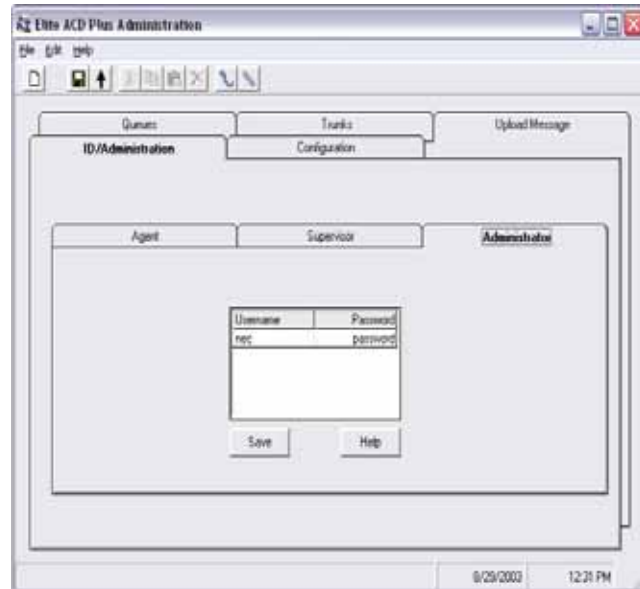 Elite ACD Plus Administration
File Edit Help
Queues Trunks Upload Message
ID/Administration Configuration
Agent Supervisor Administrator
Username Password
nec password
Save Help
8/29/2003 12:31 PM